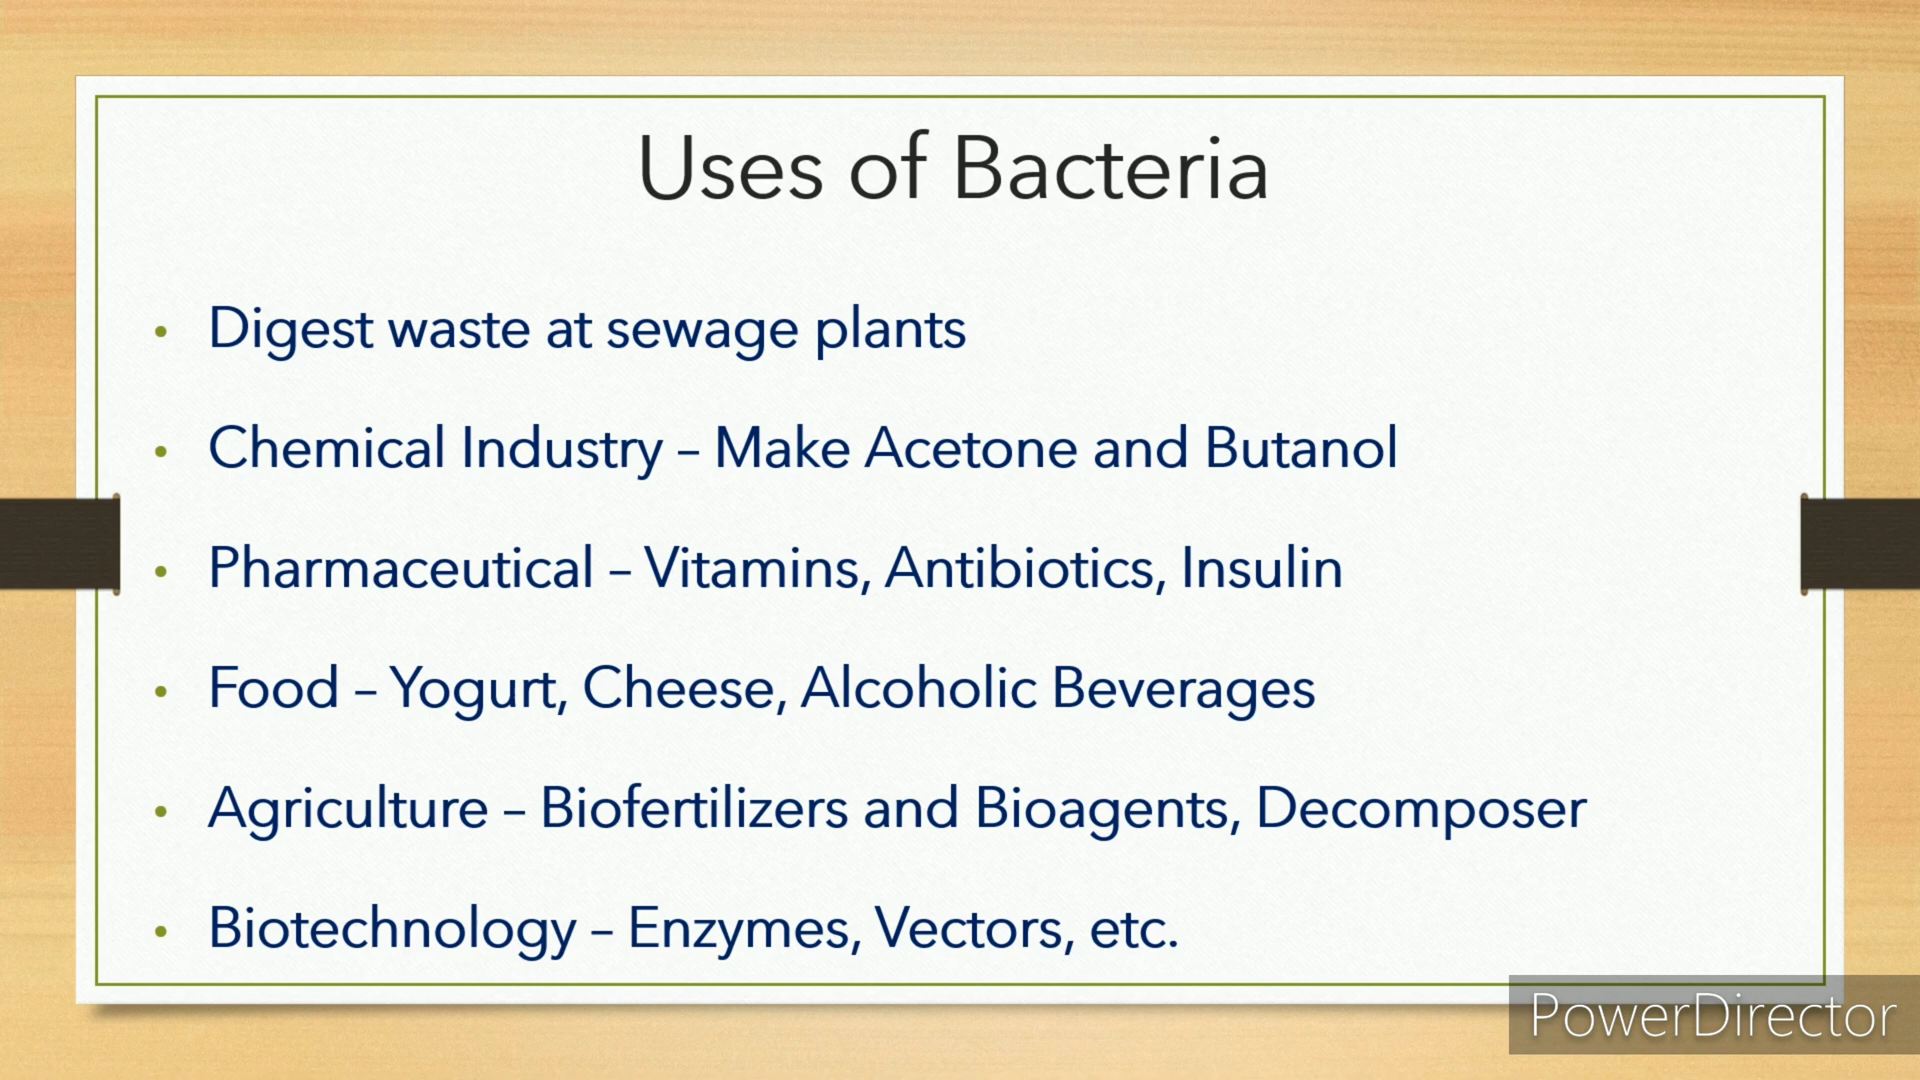 Uses of Bacteria
• Digest waste at sewage plants
• Chemical Industry – Make Acetone and Butanol
• Pharmaceutical – Vitamins, Antibiotics, Insulin
• Food – Yogurt, Cheese, Alcoholic Beverages
• Agriculture – Biofertilizers and Bioagents, Decomposer
• Biotechnology – Enzymes, Vectors, etc.
PowerDirector